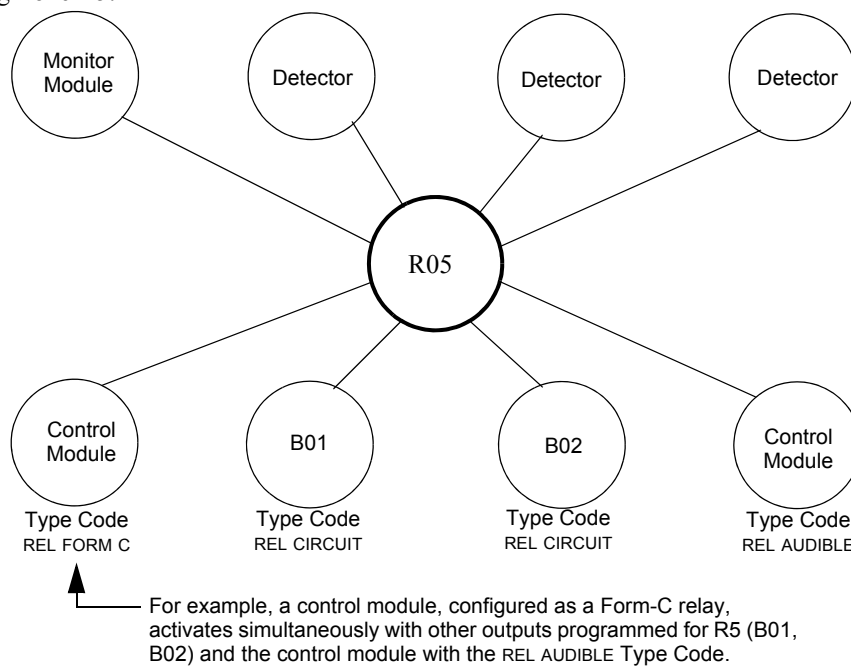 Monitor
Module
Detector
Detector
Detector
R05
Control
Module
B01
B02
Control
Module
Type Code
REL FORM C
Type Code
REL CIRCUIT
Type Code
REL CIRCUIT
Type Code
REL AUDIBLE
For example, a control module, configured as a Form-C relay,
activates simultaneously with other outputs programmed for R5 (B01,
B02) and the control module with the REL AUDIBLE Type Code.